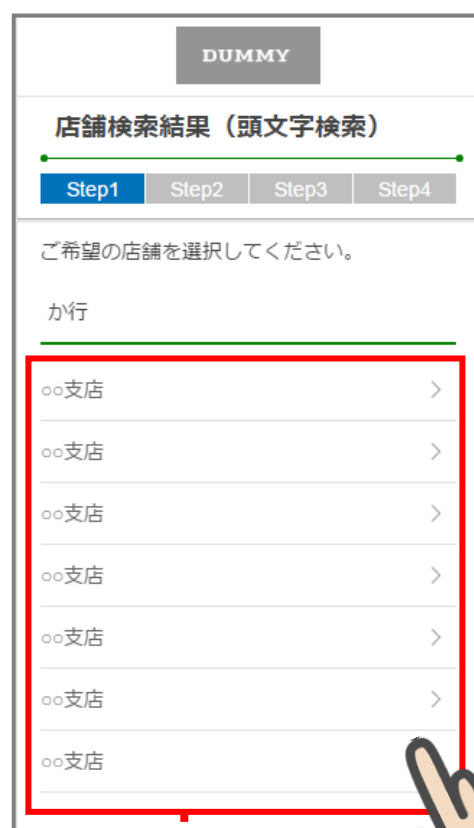 DUMMY
店舗検索結果（頭文字検索）
Step1 Step2 Step3 Step4
ご希望の店舗を選択してください。
か行
○○支店
○○支店
○○支店
○○支店
○○支店
○○支店
○○支店